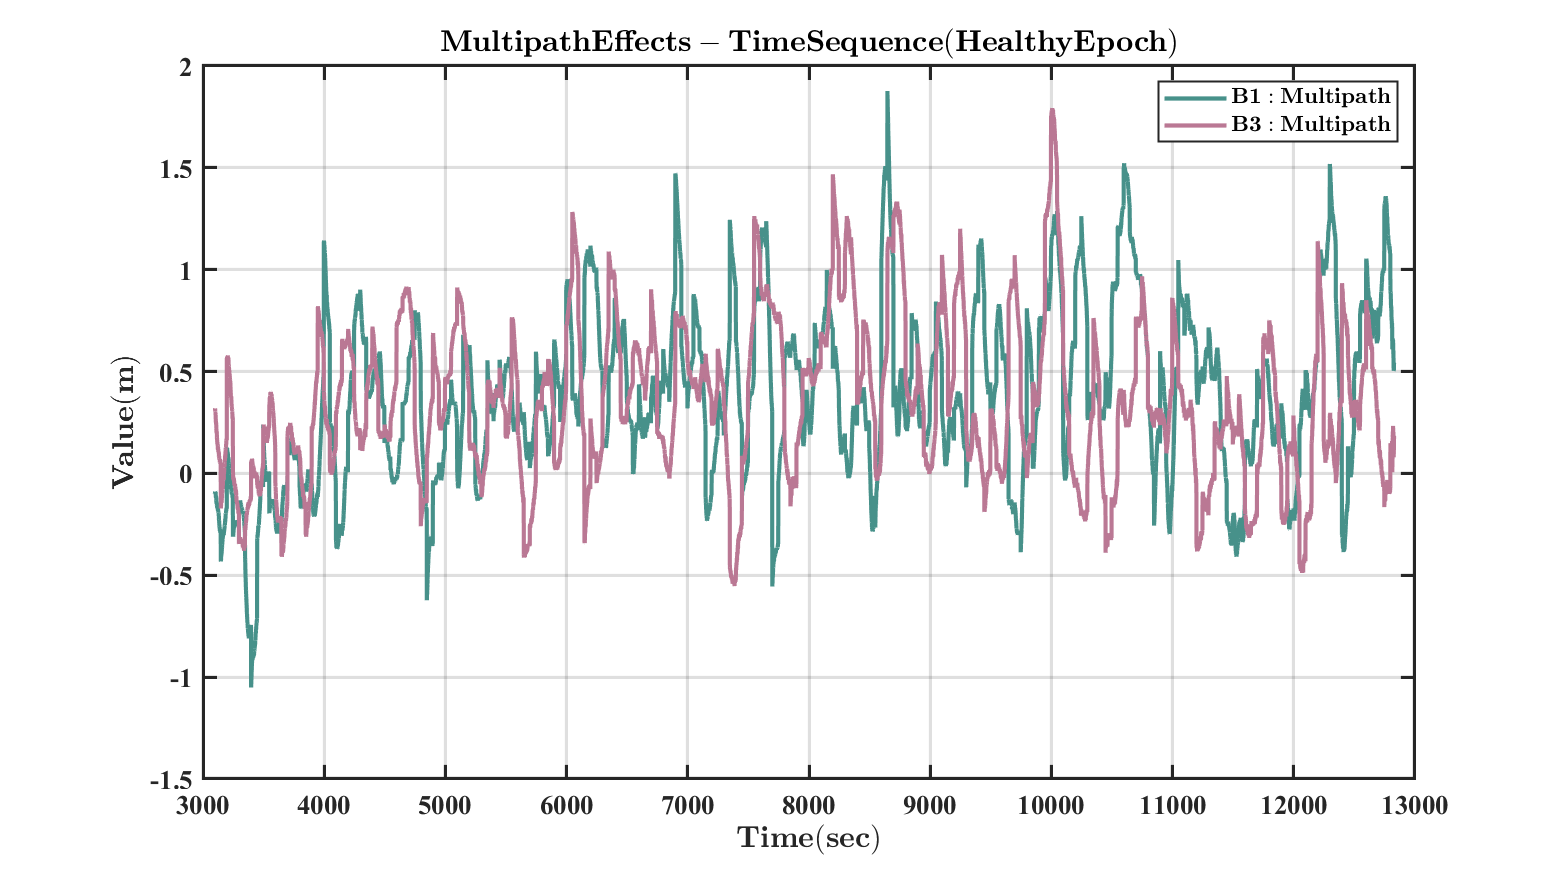 MultipathEffects – TimeSequence(HealthyEpoch)
B1 : Multipath
B3 : Multipath
Value(m)
2
1.5
1
0.5
0
-0.5
-1
-1.5
3000 4000 5000 6000 7000 8000 9000 10000 11000 12000 13000
Time(sec)